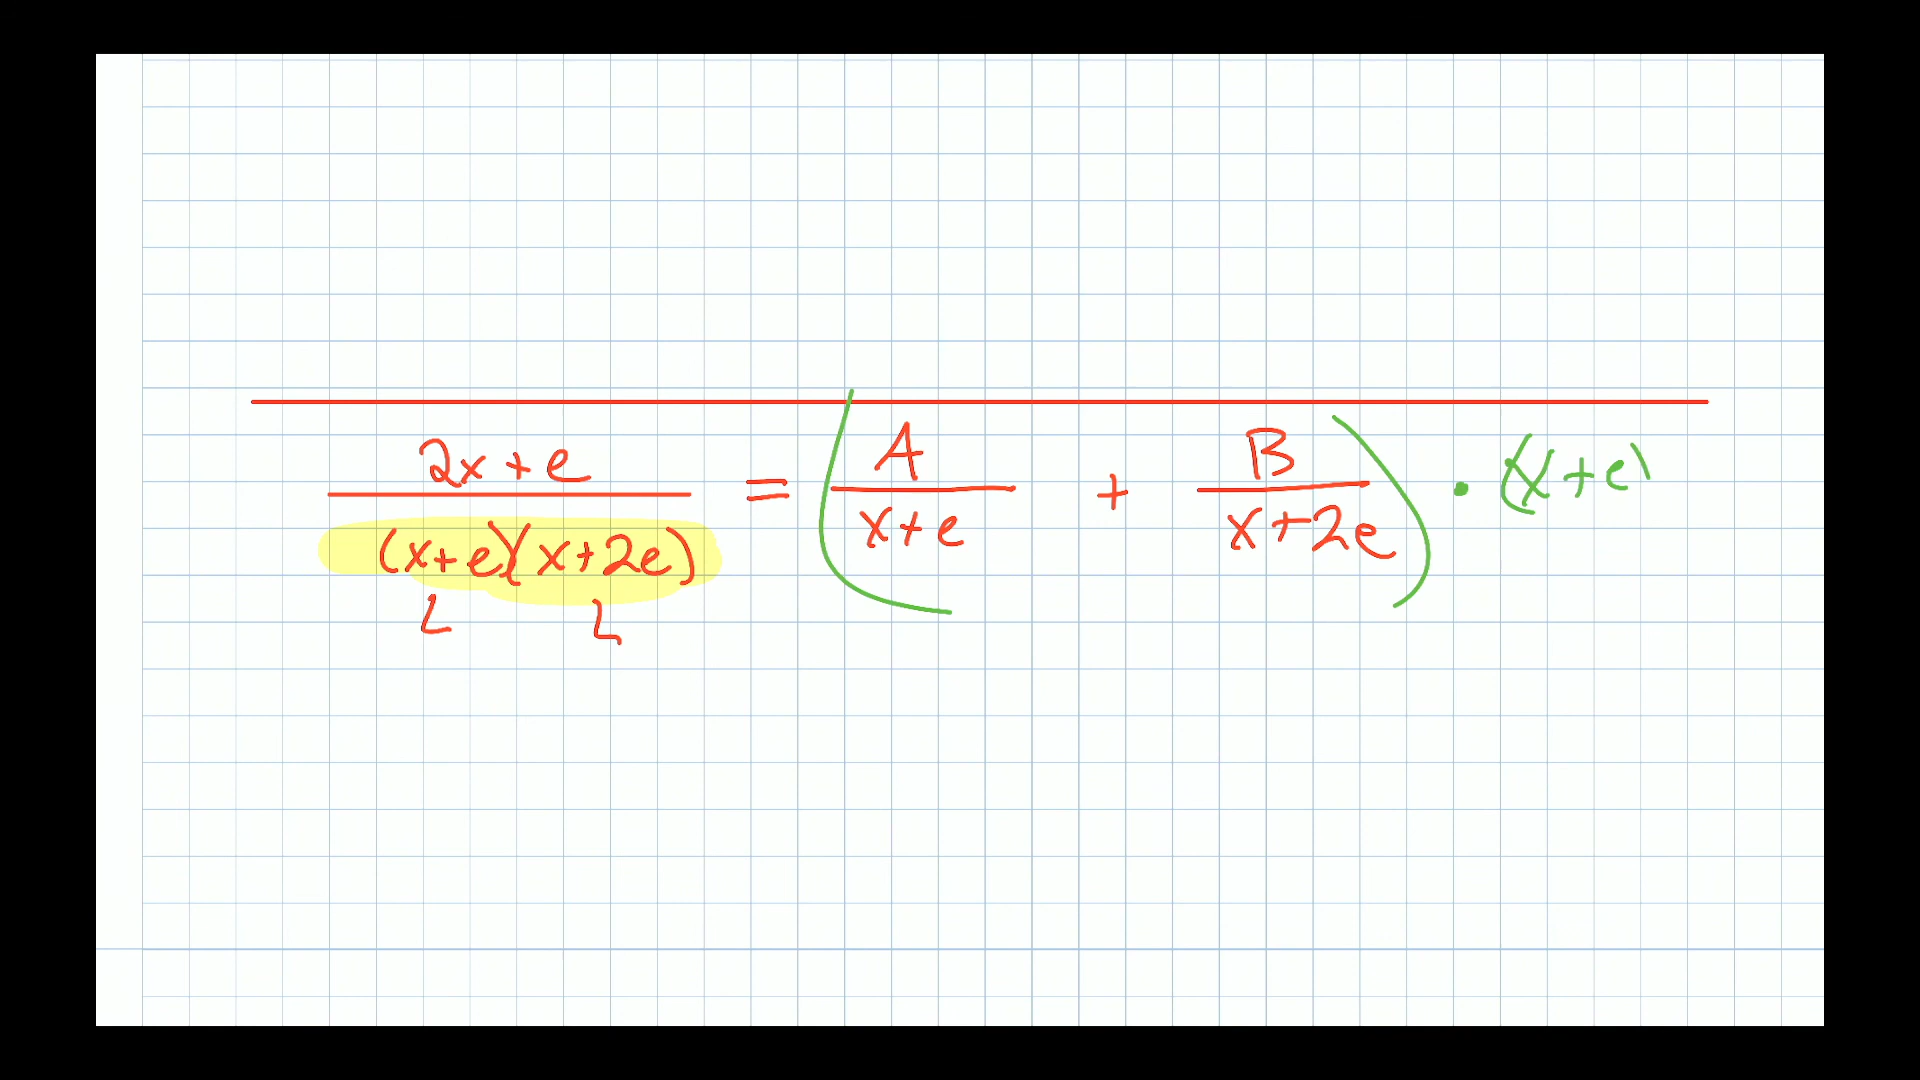 2x + e / (x+e)(x+2e) = ( A / x+e + B / x+2e ) · (x+e)
L L